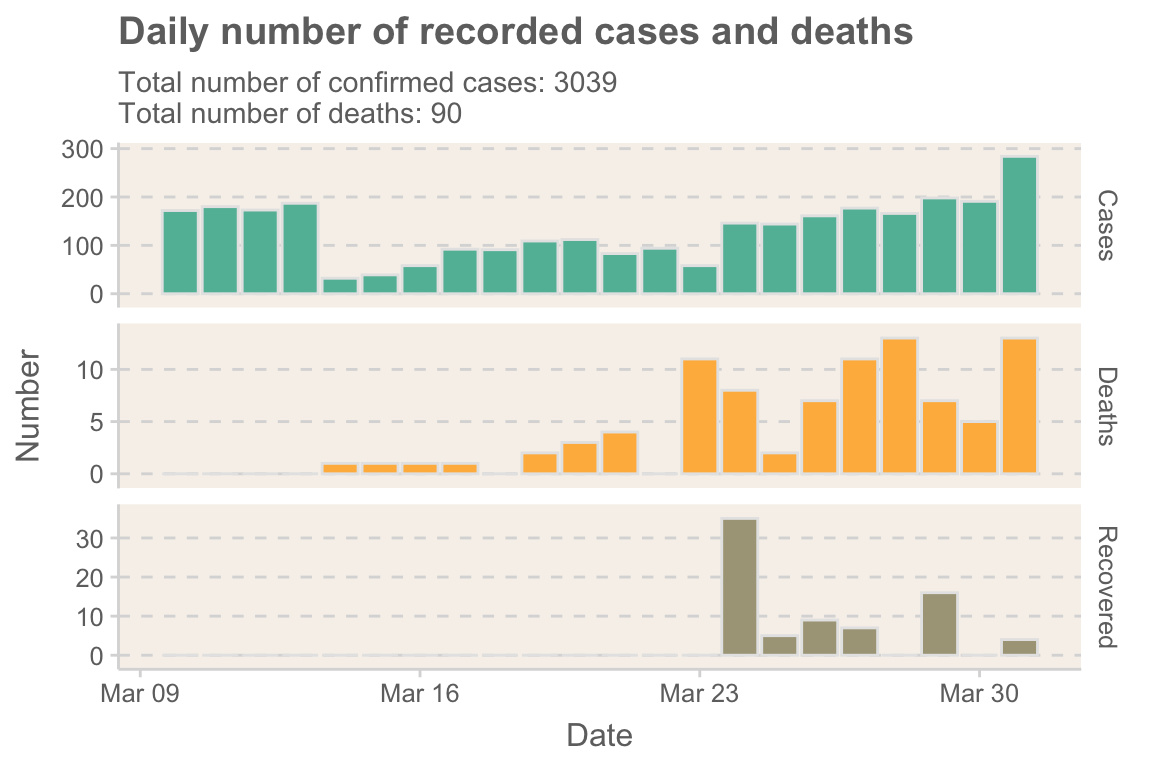 Daily number of recorded cases and deaths
Total number of confirmed cases: 3039
Total number of deaths: 90
300
200
100
0
Cases
Number
10
5
0
Deaths
30
20
10
0
Recovered
Mar 09
Mar 16
Mar 23
Mar 30
Date